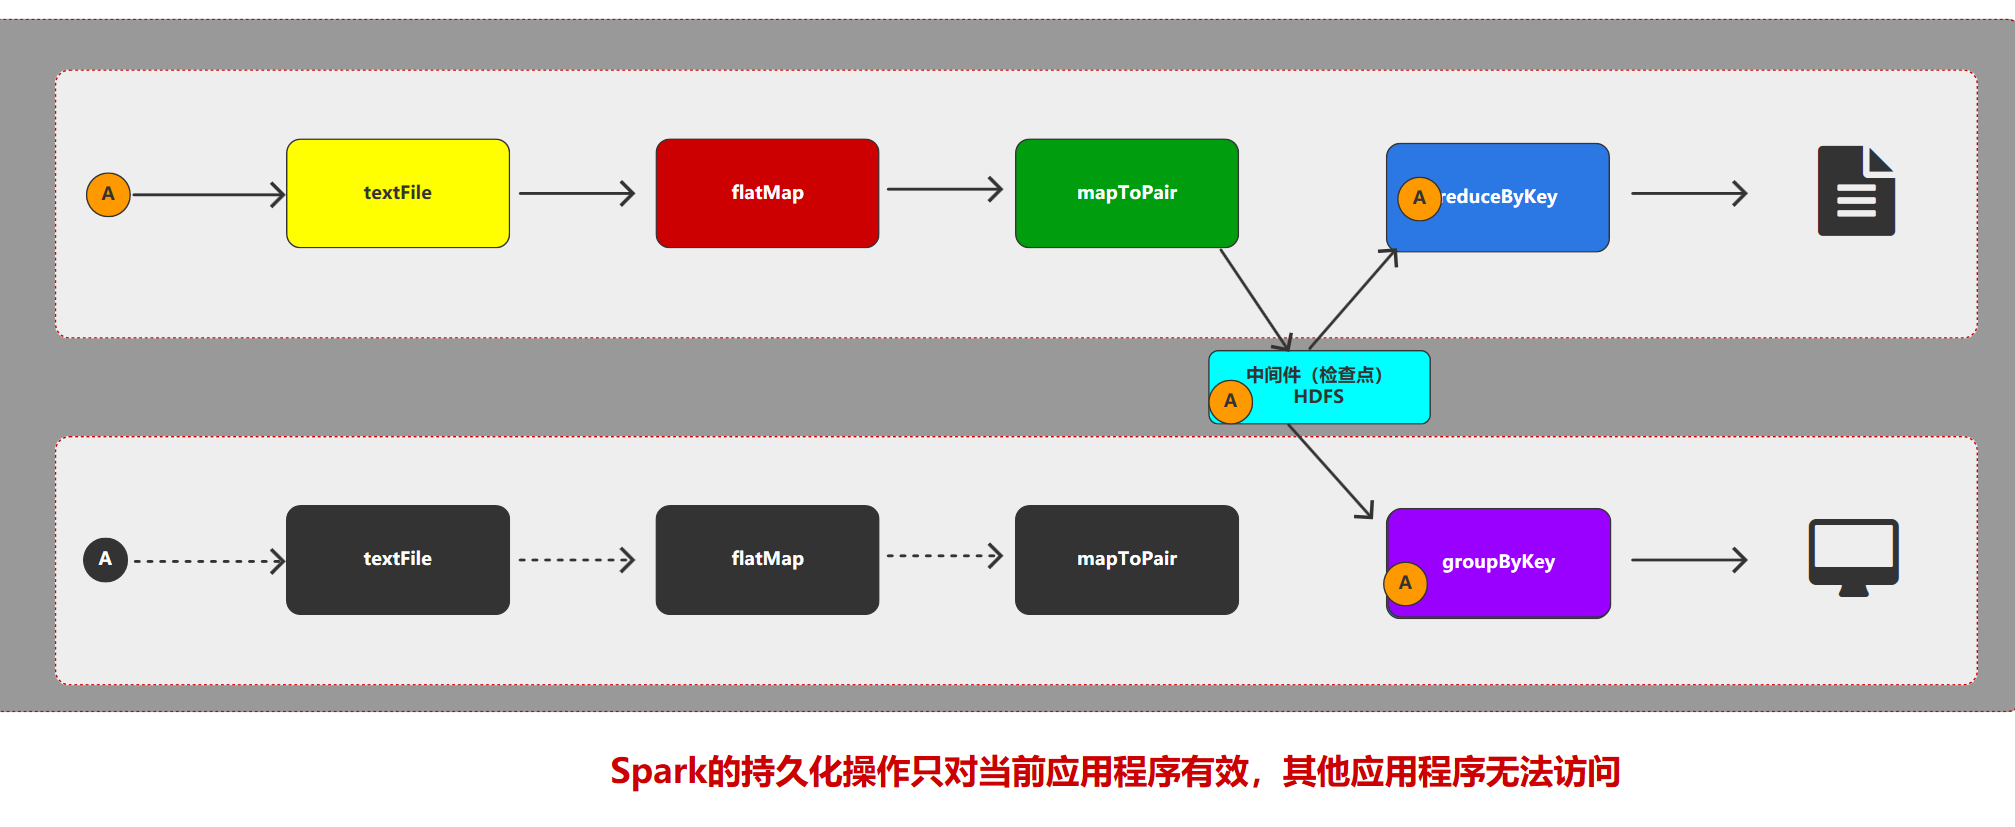 A
textFile
flatMap
mapToPair
A
reduceByKey
中间件（检查点）
HDFS
A
A
textFile
flatMap
mapToPair
A
groupByKey
Spark的持久化操作只对当前应用程序有效，其他应用程序无法访问